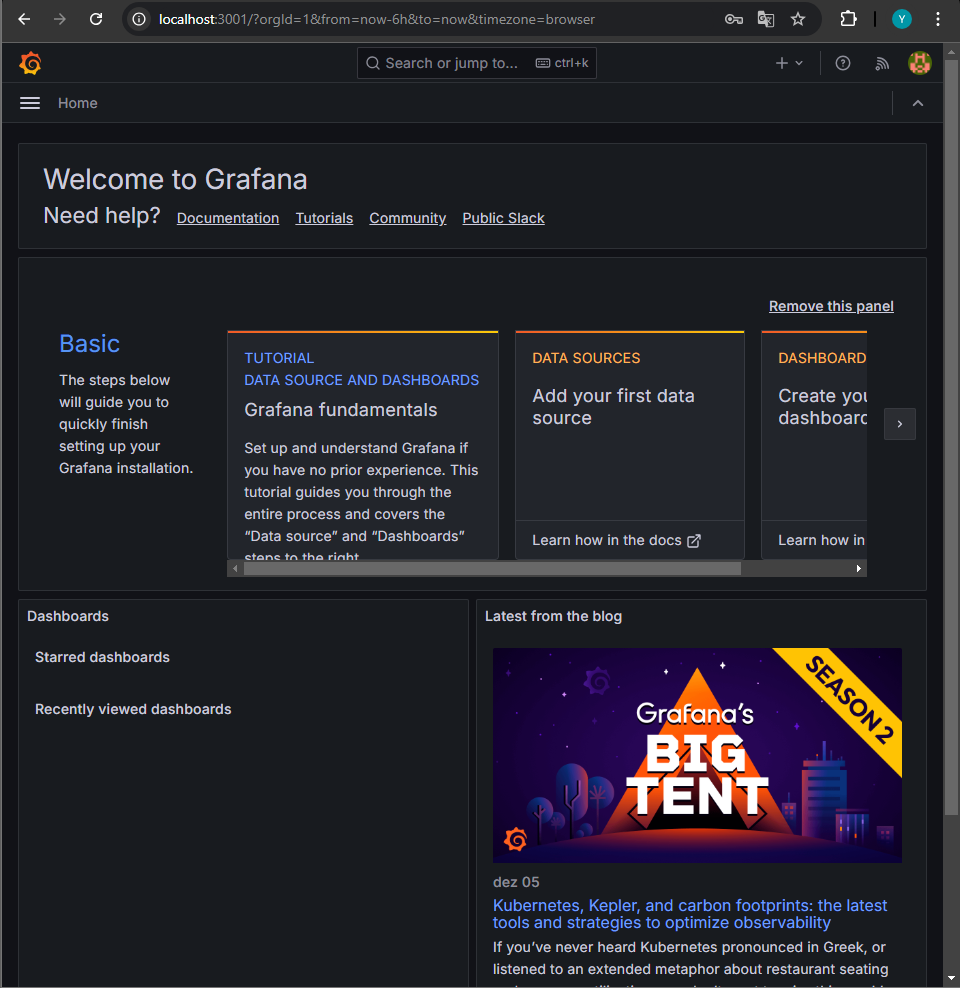 localhost:3001/?orgId=1&from=now-6h&to=now&timezone=browser
Y
Search or jump to... ctrl+k
Home
Welcome to Grafana
Need help? Documentation Tutorials Community Public Slack
Remove this panel
Basic
The steps below
will guide you to
quickly finish
setting up your
Grafana installation.
TUTORIAL
DATA SOURCE AND DASHBOARDS
Grafana fundamentals
Set up and understand Grafana if
you have no prior experience. This
tutorial guides you through the
entire process and covers the
“Data source” and “Dashboards”
steps to the right.
DATA SOURCES
Add your first data
source
Learn how in the docs
DASHBOARD
Create you
dashboard
Learn how in
Dashboards
Starred dashboards
Recently viewed dashboards
Latest from the blog
SEASON 2
Grafana's
BIG
TENT
dez 05
Kubernetes, Kepler, and carbon footprints: the latest
tools and strategies to optimize observability
If you’ve never heard Kubernetes pronounced in Greek, or
listened to an extended metaphor about restaurant seating